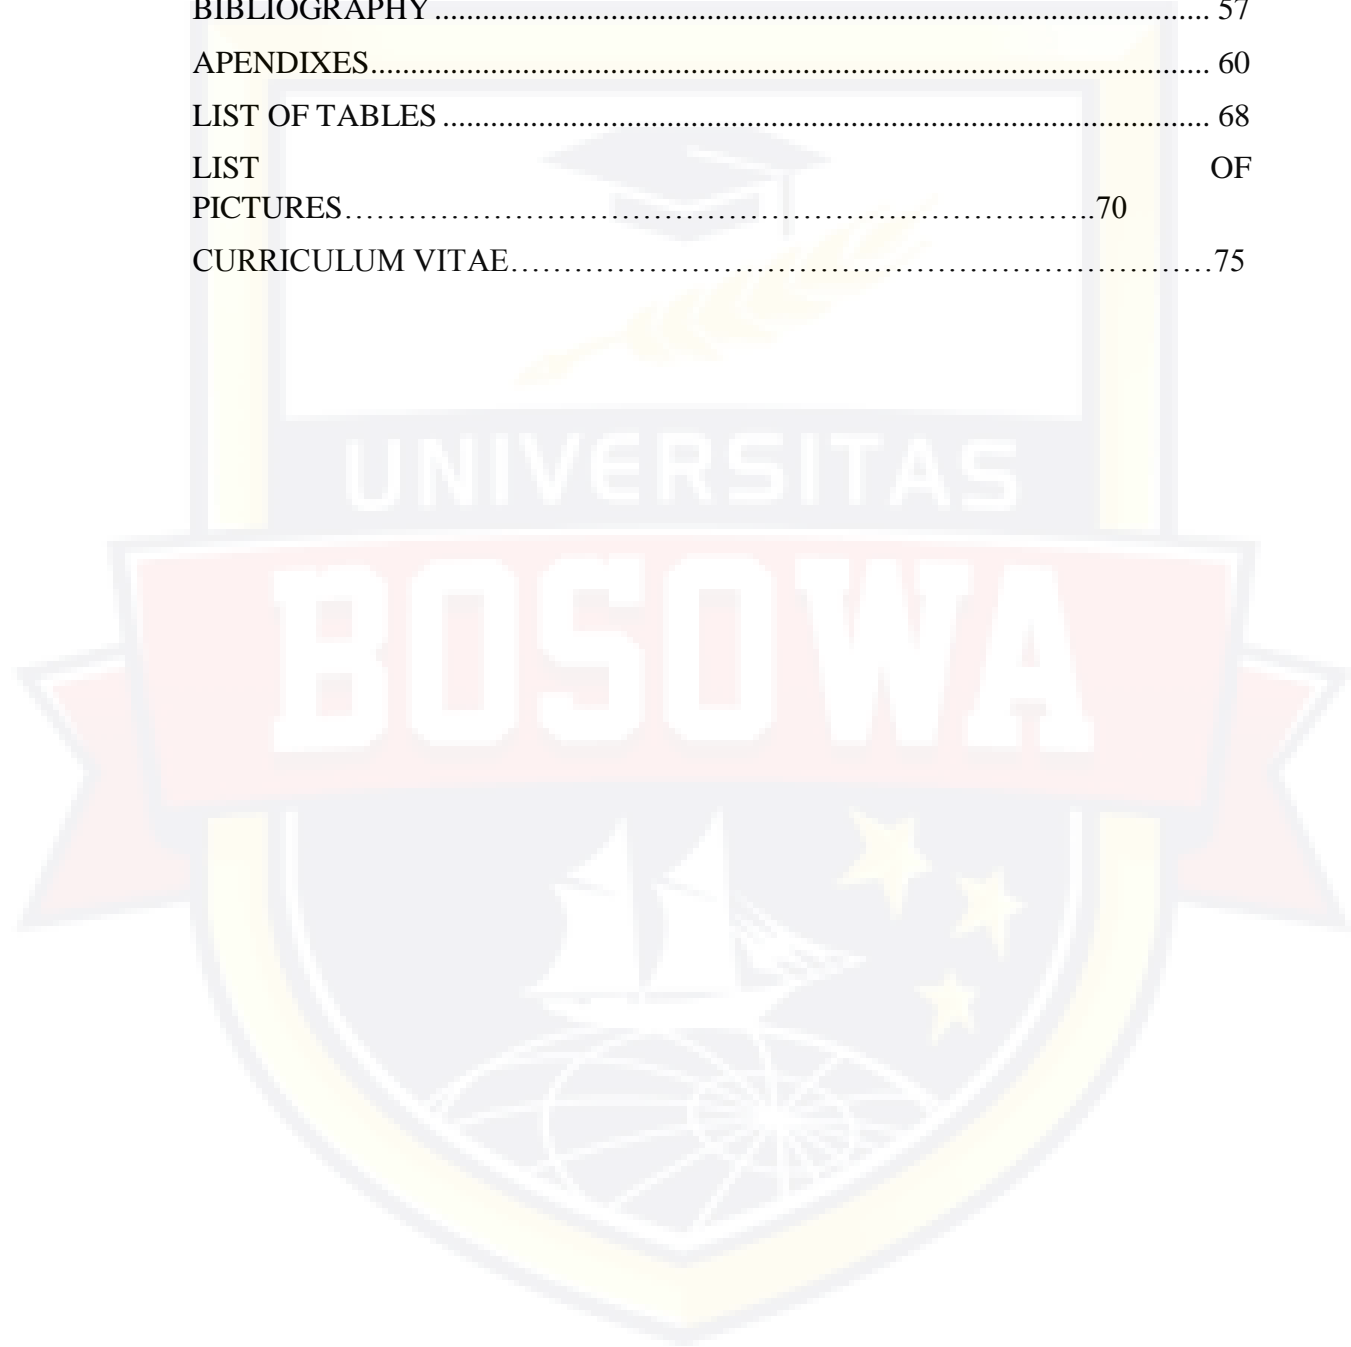 BIBLIOGRAPHY .................................................................................................. 57
APENDIXES.......................................................................................................... 60
LIST OF TABLES ................................................................................................. 68
LIST OF
PICTURES……………………………………………………………..70
CURRICULUM VITAE…………………………………………………………75
UNIVERSITAS
BOSOWA